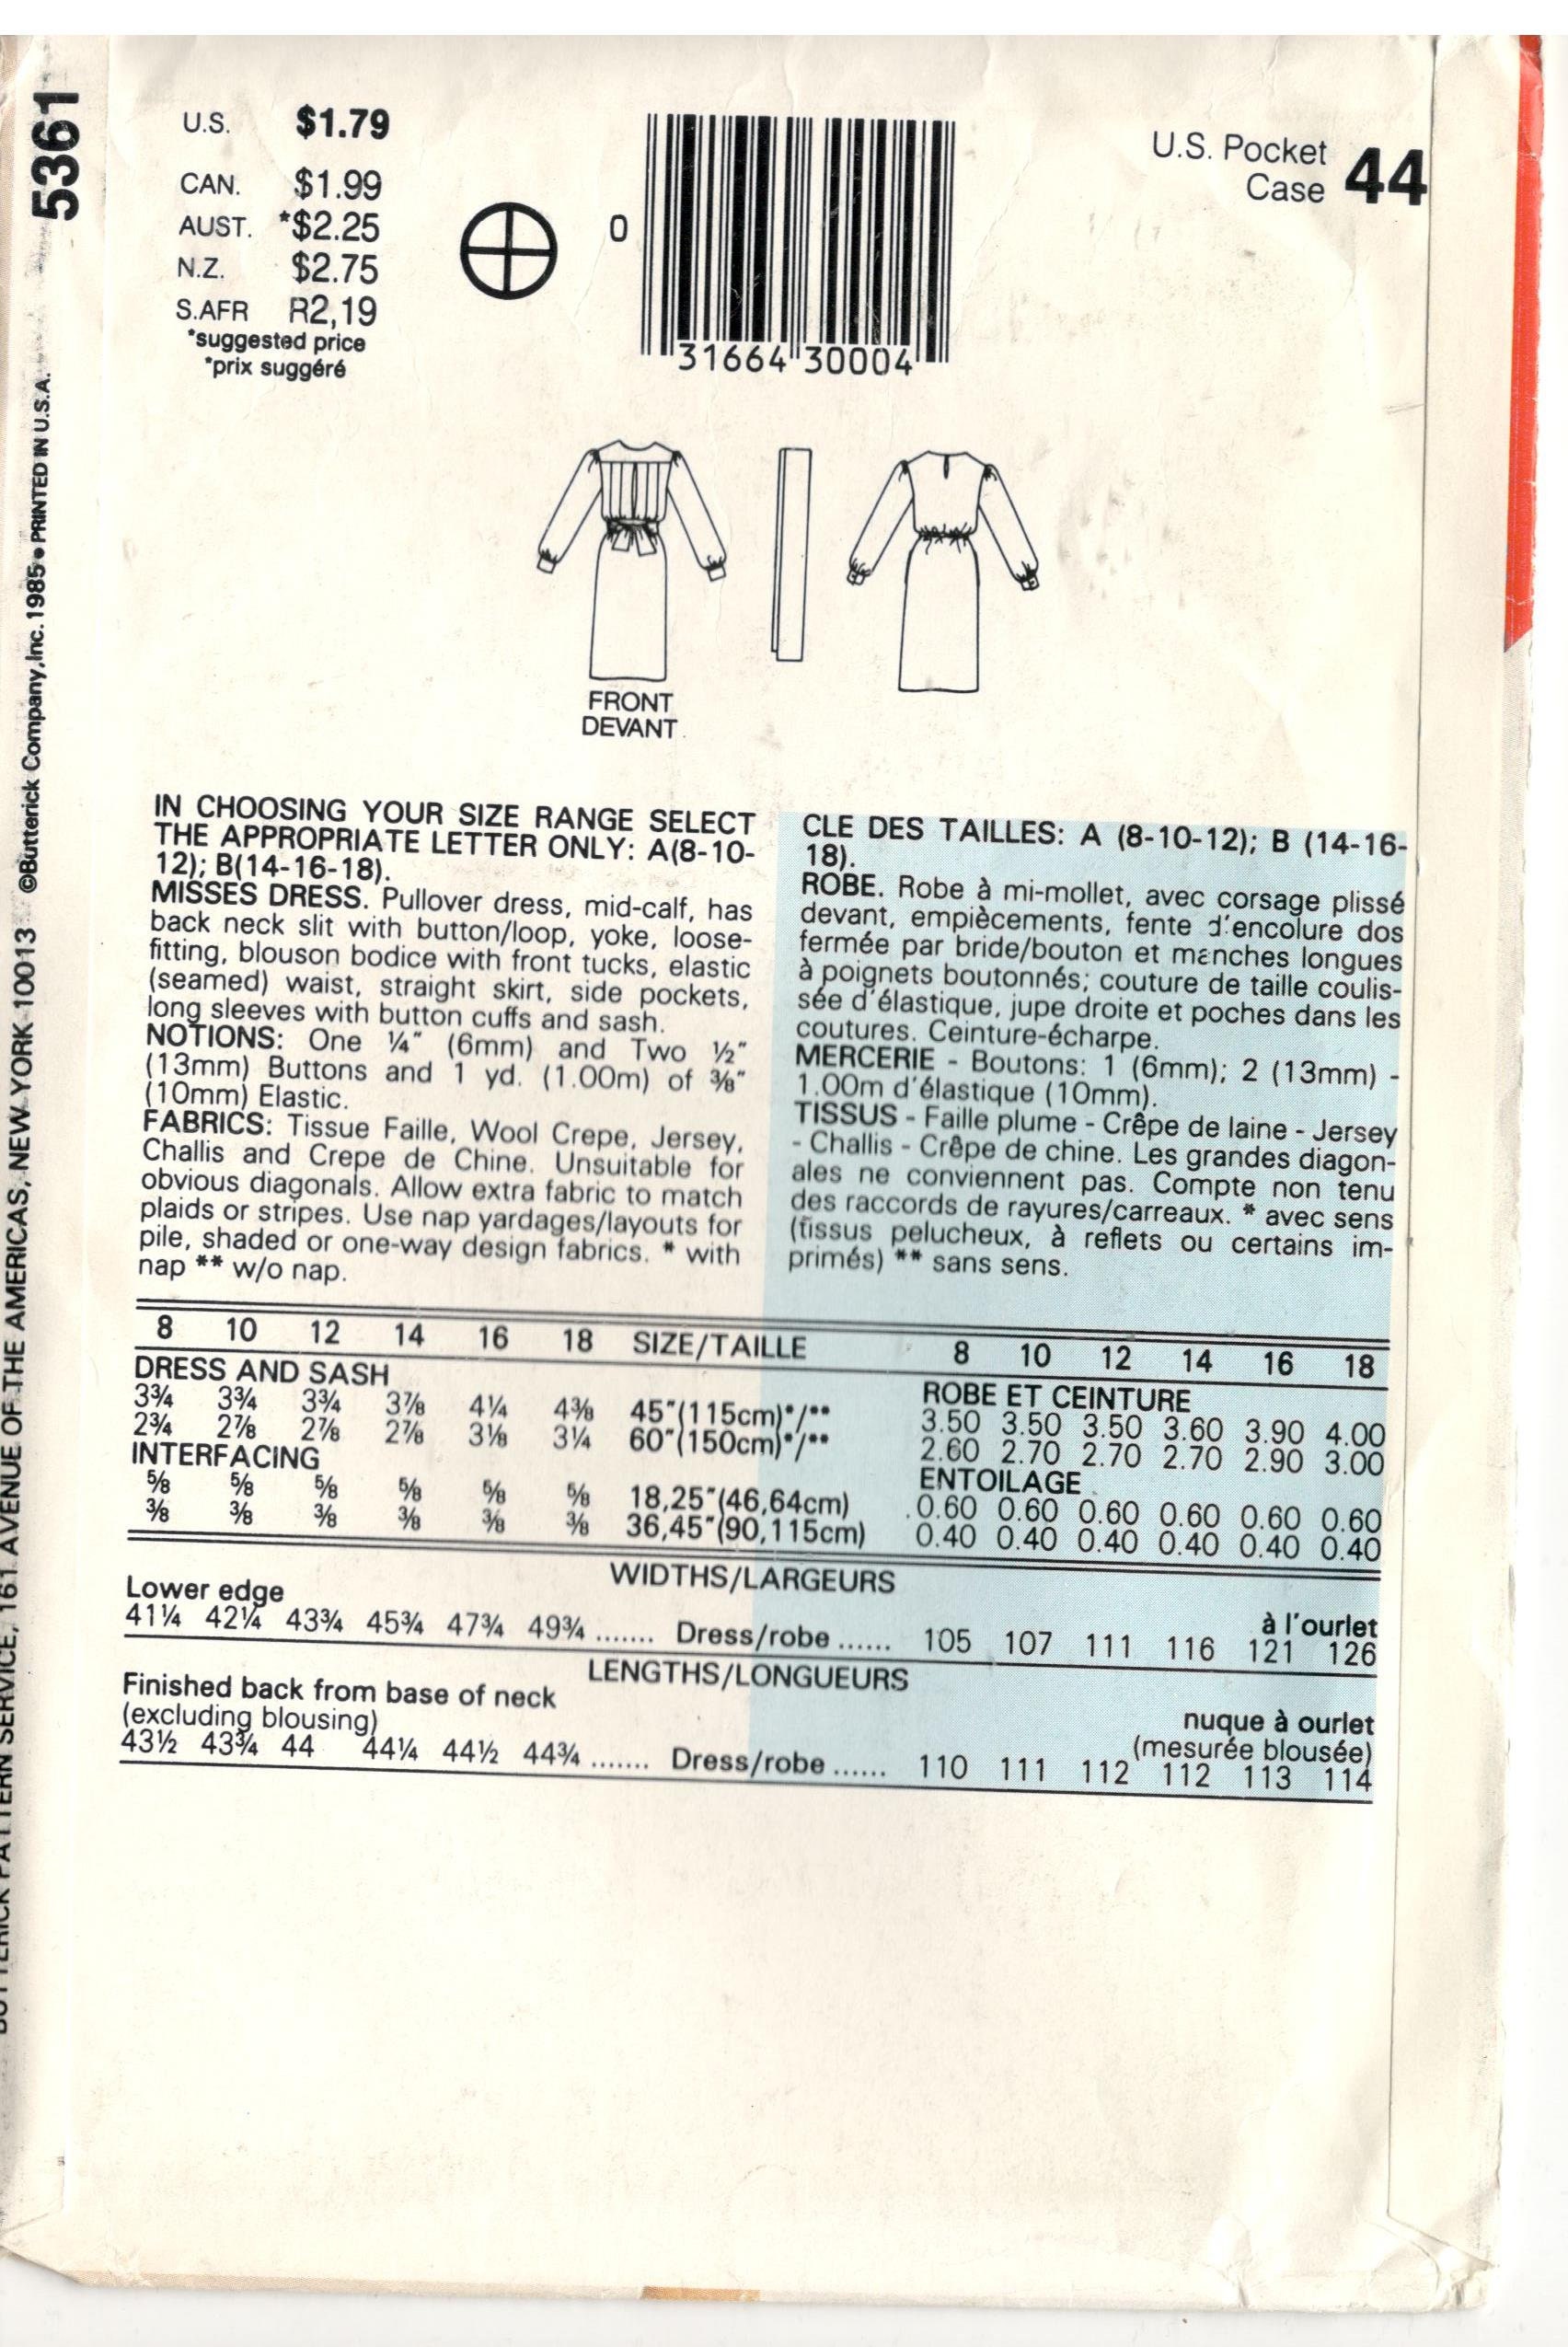 5361
©Butterick Company,Inc. 1985 • PRINTED IN U.S.A.
BUTTERICK PATTERN SERVICE, 161 AVENUE OF THE AMERICAS, NEW YORK 10013
U.S. $1.79
CAN. $1.99
AUST. *$2.25
N.Z. $2.75
S.AFR R2,19
*suggested price
*prix suggéré
0 31664 30004
U.S. Pocket
Case 44
FRONT
DEVANT
IN CHOOSING YOUR SIZE RANGE SELECT
THE APPROPRIATE LETTER ONLY: A(8-10-
12); B(14-16-18).
MISSES DRESS. Pullover dress, mid-calf, has
back neck slit with button/loop, yoke, loose-
fitting, blouson bodice with front tucks, elastic
(seamed) waist, straight skirt, side pockets,
long sleeves with button cuffs and sash.
NOTIONS: One ¼" (6mm) and Two ½"
(13mm) Buttons and 1 yd. (1.00m) of ⅜"
(10mm) Elastic.
FABRICS: Tissue Faille, Wool Crepe, Jersey,
Challis and Crepe de Chine. Unsuitable for
obvious diagonals. Allow extra fabric to match
plaids or stripes. Use nap yardages/layouts for
pile, shaded or one-way design fabrics. * with
nap ** w/o nap.
CLE DES TAILLES: A (8-10-12); B (14-16-
18).
ROBE. Robe à mi-mollet, avec corsage plissé
devant, empiècements, fente d'encolure dos
fermée par bride/bouton et manches longues
à poignets boutonnés; couture de taille coulis-
sée d'élastique, jupe droite et poches dans les
coutures. Ceinture-écharpe.
MERCERIE - Boutons: 1 (6mm); 2 (13mm) -
1.00m d'élastique (10mm).
TISSUS - Faille plume - Crêpe de laine - Jersey
- Challis - Crêpe de chine. Les grandes diagon-
ales ne conviennent pas. Compte non tenu
des raccords de rayures/carreaux. * avec sens
(tissus pelucheux, à reflets ou certains im-
primés) ** sans sens.
8 10 12 14 16 18 SIZE/TAILLE 8 10 12 14 16 18
DRESS AND SASH ROBE ET CEINTURE
3¾ 3¾ 3¾ 3⅞ 4¼ 4⅜ 45"(115cm)*/** 3.50 3.50 3.50 3.60 3.90 4.00
2¾ 2⅞ 2⅞ 2⅞ 3⅛ 3¼ 60"(150cm)*/** 2.60 2.70 2.70 2.70 2.90 3.00
INTERFACING ENTOILAGE
⅝ ⅝ ⅝ ⅝ ⅝ ⅝ 18,25"(46,64cm) 0.60 0.60 0.60 0.60 0.60 0.60
⅜ ⅜ ⅜ ⅜ ⅜ ⅜ 36,45"(90,115cm) 0.40 0.40 0.40 0.40 0.40 0.40
WIDTHS/LARGEURS
Lower edge à l'ourlet
41¼ 42¼ 43¾ 45¾ 47¾ 49¾ ....... Dress/robe ...... 105 107 111 116 121 126
LENGTHS/LONGUEURS
Finished back from base of neck nuque à ourlet
(excluding blousing) (mesurée blousée)
43½ 43¾ 44 44¼ 44½ 44¾ ....... Dress/robe ...... 110 111 112 112 113 114